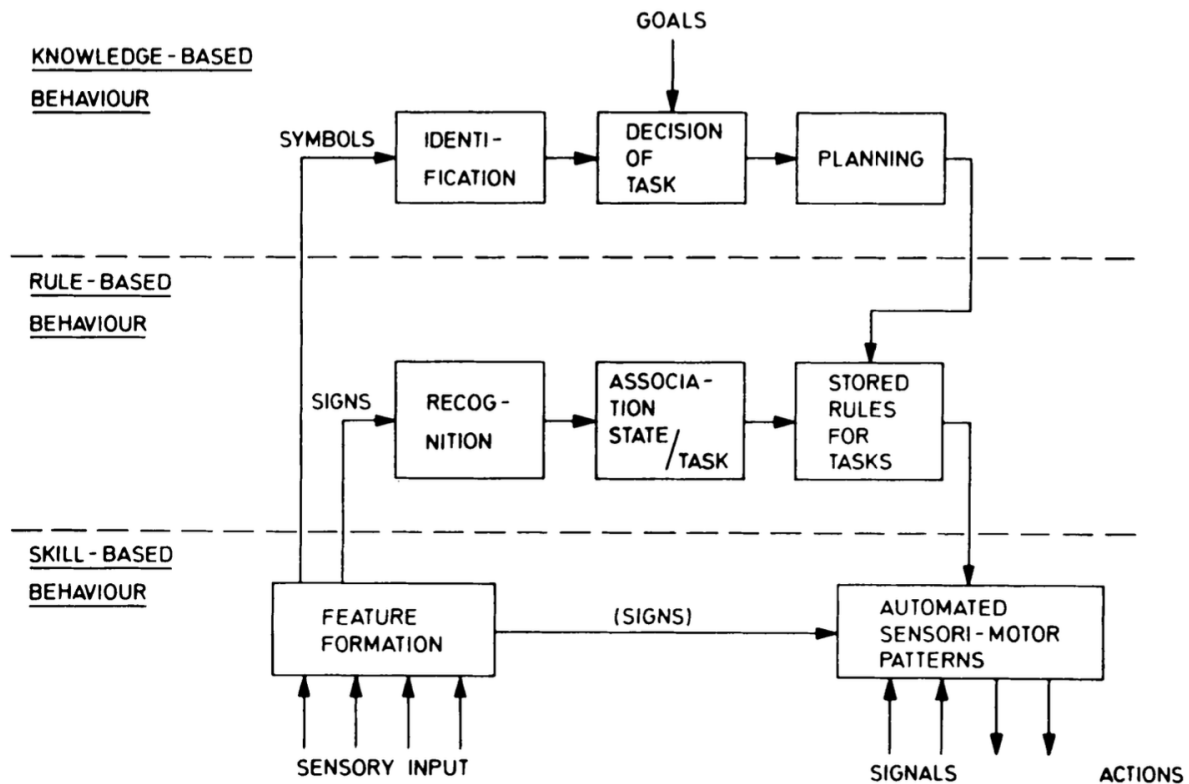 GOALS
KNOWLEDGE-BASED
BEHAVIOUR
SYMBOLS
IDENTI-
FICATION
DECISION
OF
TASK
PLANNING
RULE-BASED
BEHAVIOUR
SIGNS
RECOG-
NITION
ASSOCIA-
TION
STATE/
TASK
STORED
RULES
FOR
TASKS
SKILL-BASED
BEHAVIOUR
FEATURE
FORMATION
(SIGNS)
AUTOMATED
SENSORI-MOTOR
PATTERNS
SENSORY INPUT
SIGNALS
ACTIONS